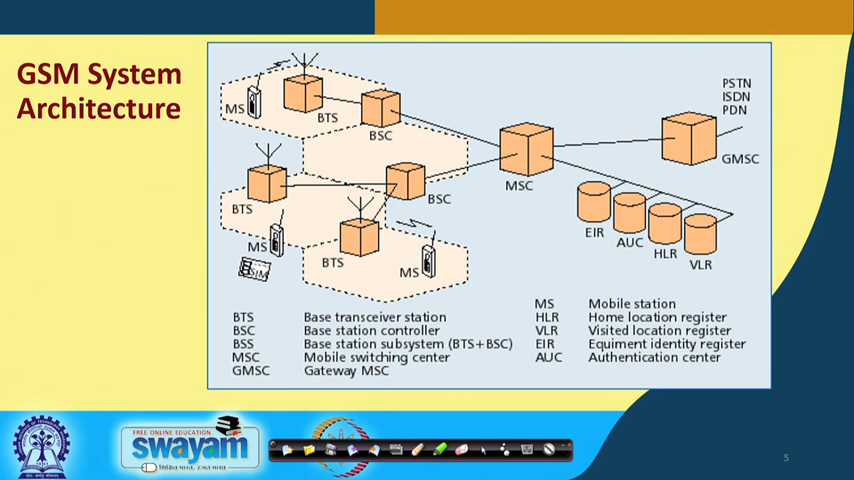 GSM System
Architecture
MS
BTS
BSC
PSTN
ISDN
PDN
GMSC
MSC
BTS
BSC
MS
SIM
BTS
MS
EIR
AUC
HLR
VLR
BTS Base transceiver station
BSC Base station controller
BSS Base station subsystem (BTS+BSC)
MSC Mobile switching center
GMSC Gateway MSC
MS Mobile station
HLR Home location register
VLR Visited location register
EIR Equiment identity register
AUC Authentication center
FREE ONLINE EDUCATION
swayam
5